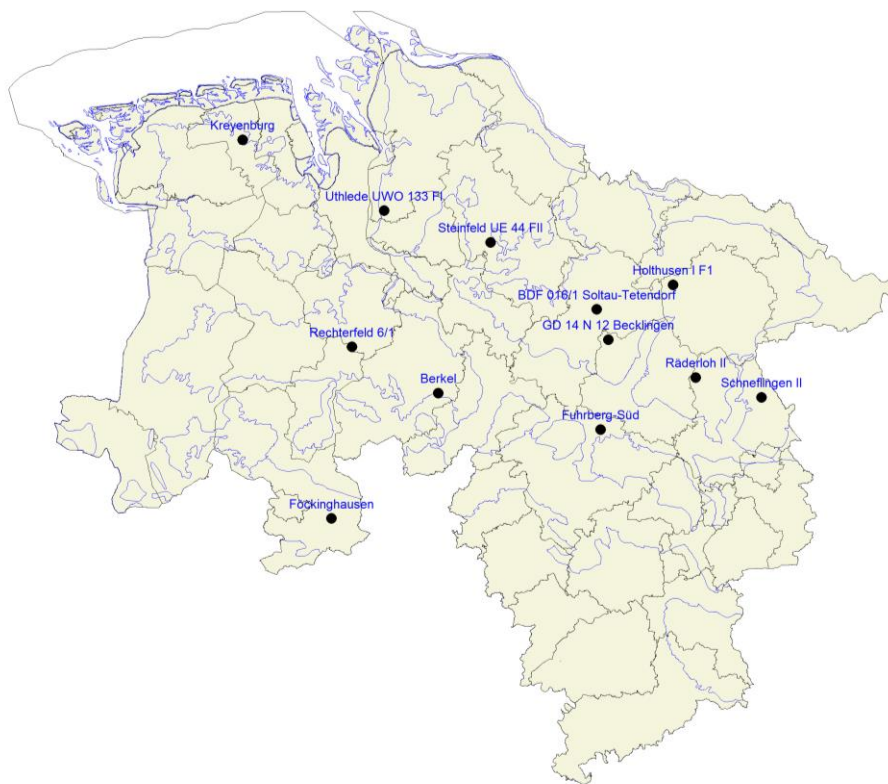 Kreyenburg
Uthlede UWO 133 FI
Steinfeld UE 44 FII
Holthusen I F1
BDF 016/1 Soltau-Tetendorf
GD 14 N 12 Becklingen
Rechterfeld 6/1
Räderloh II
Berkel
Schneflingen II
Fuhrberg-Süd
Föckinghausen